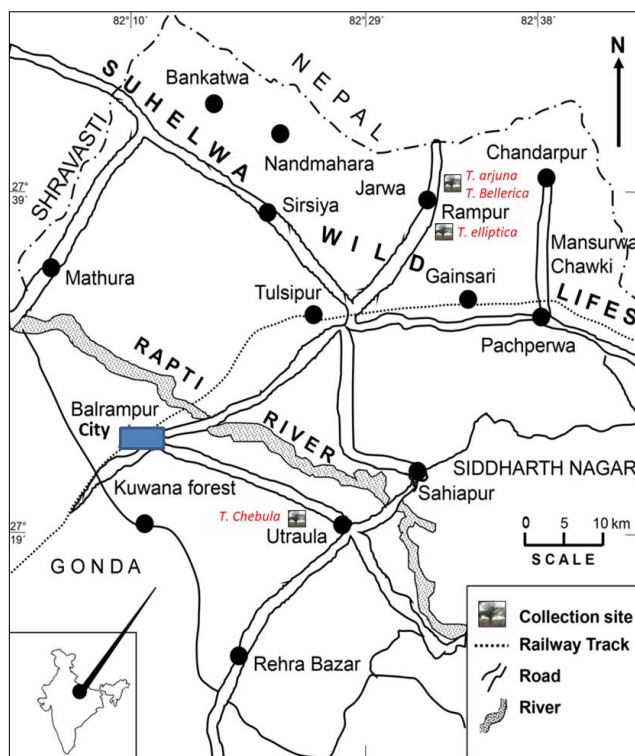 82° 10'
82° 29'
82° 38'
N
NEPAL
Bankatwa
SUHELWA
Nandmahara
Chandarpur
SHRAVASTI
27°
39'
Jarwa
T. arjuna
T. Bellerica
Sirsiya
Rampur
T. elliptica
WILD
Mansurwa
Chawki
Mathura
Gainsari
Tulsipur
LIFES
Pachperwa
RAPTI
Balrampur
City
RIVER
SIDDHARTH NAGAR
Sahiapur
Kuwana forest
T. Chebula
Utraula
27°
19'
0 5 10 km
SCALE
GONDA
Collection site
Railway Track
Road
River
Rehra Bazar